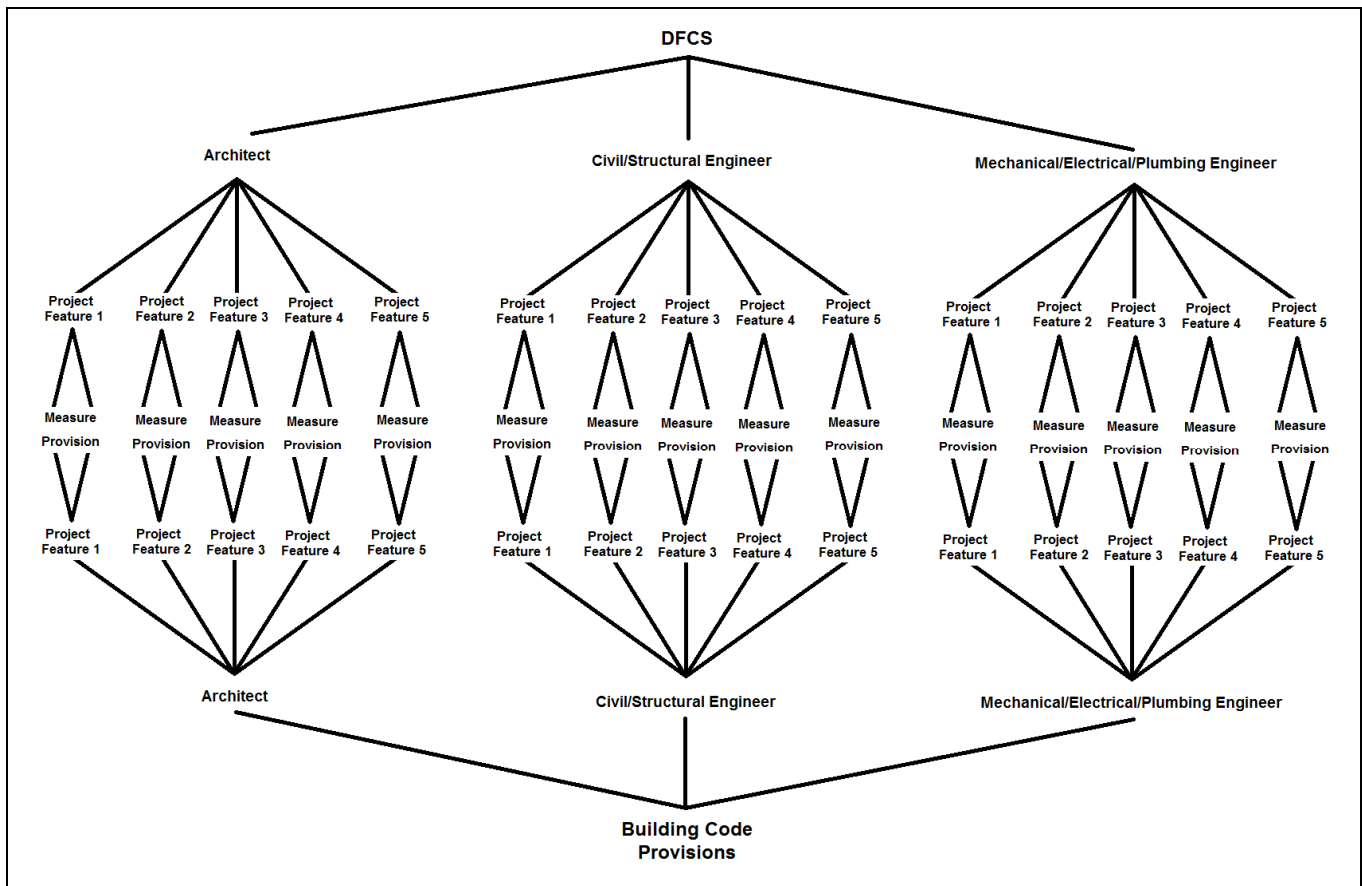 DFCS
Architect
Civil/Structural Engineer
Mechanical/Electrical/Plumbing Engineer
Project Project Project Project Project
Feature 1 Feature 2 Feature 3 Feature 4 Feature 5
Project Project Project Project Project
Feature 1 Feature 2 Feature 3 Feature 4 Feature 5
Project Project Project Project Project
Feature 1 Feature 2 Feature 3 Feature 4 Feature 5
Measure Measure Measure Measure Measure
Provision Provision Provision Provision Provision
Measure Measure Measure Measure Measure
Provision Provision Provision Provision Provision
Measure Measure Measure Measure Measure
Provision Provision Provision Provision Provision
Project Project Project Project Project
Feature 1 Feature 2 Feature 3 Feature 4 Feature 5
Project Project Project Project Project
Feature 1 Feature 2 Feature 3 Feature 4 Feature 5
Project Project Project Project Project
Feature 1 Feature 2 Feature 3 Feature 4 Feature 5
Architect
Civil/Structural Engineer
Mechanical/Electrical/Plumbing Engineer
Building Code
Provisions